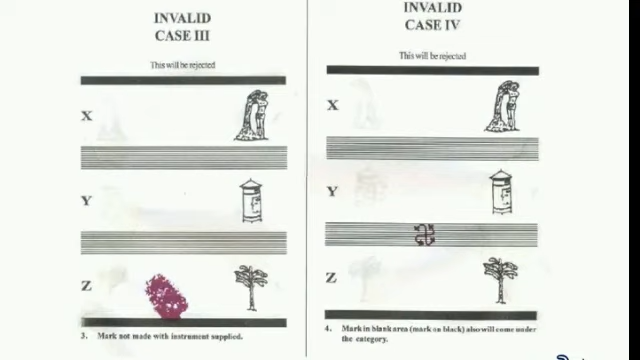 INVALID
CASE III
This will be rejected
X
Y
Z
3. Mark not made with instrument supplied.
INVALID
CASE IV
This will be rejected
X
Y
Z
4. Mark in blank area (mark on black) also will come under
the category.